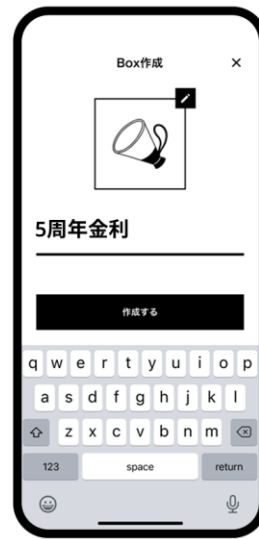 Box作成 ×
5周年金利
作成する
q w e r t y u i o p
a s d f g h j k l
z x c v b n m
123 space return